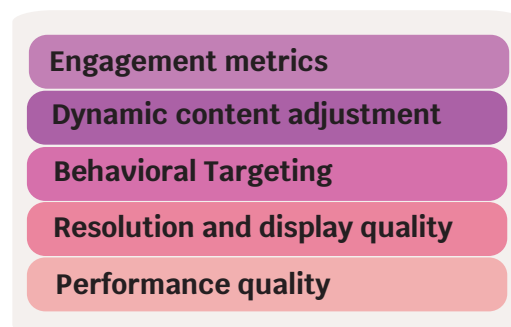 Engagement metrics
Dynamic content adjustment
Behavioral Targeting
Resolution and display quality
Performance quality